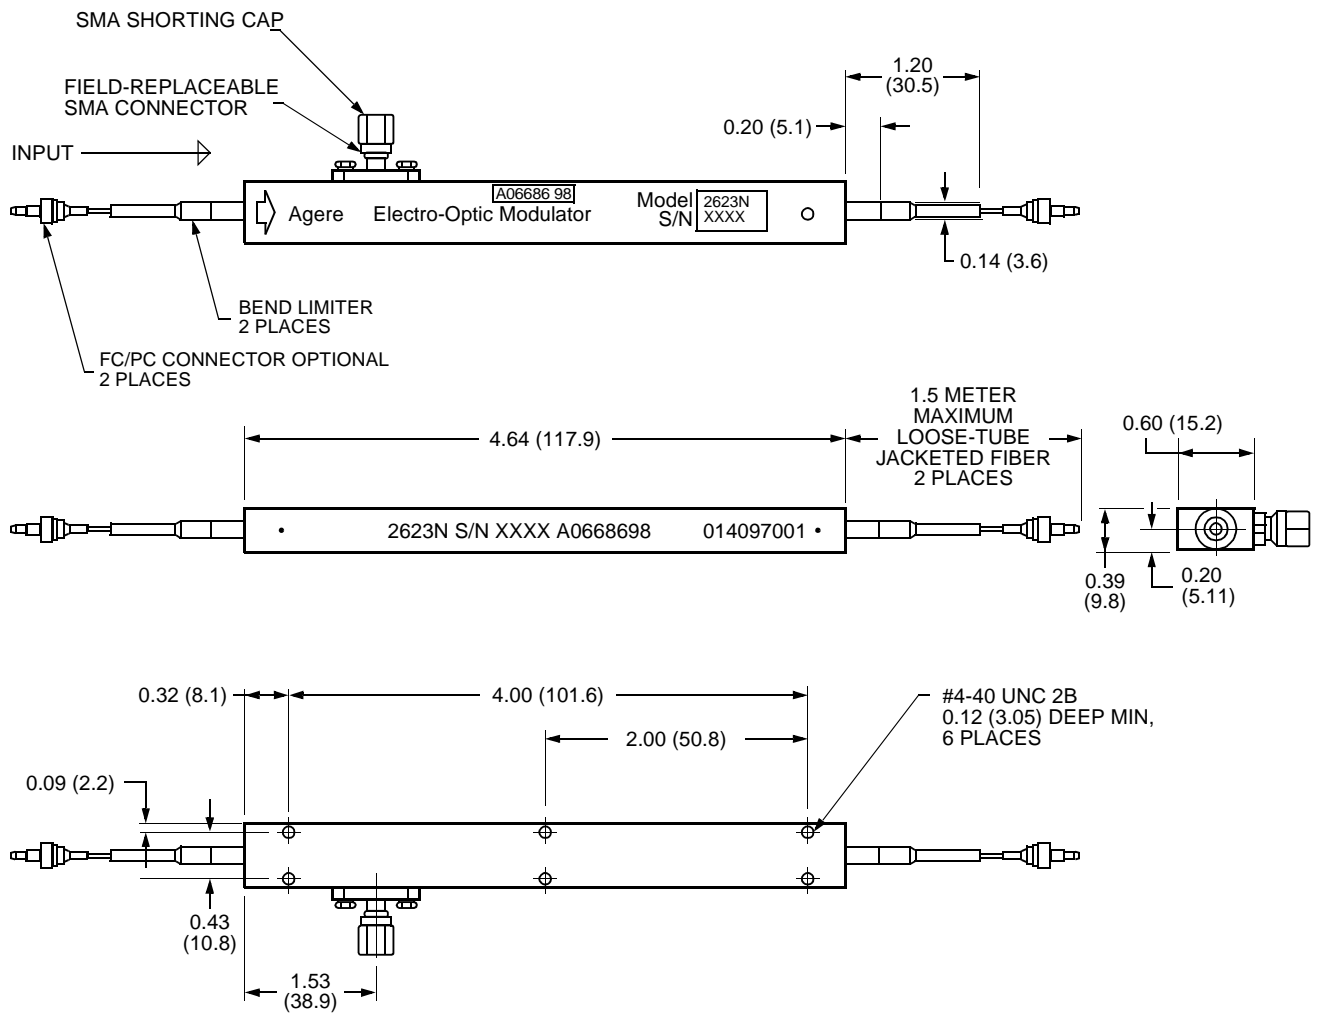 SMA SHORTING CAP
FIELD-REPLACEABLE
SMA CONNECTOR
INPUT
1.20
(30.5)
0.20 (5.1)
A06686 98
Agere Electro-Optic Modulator
Model
S/N
2623N
XXXX
0.14 (3.6)
BEND LIMITER
2 PLACES
FC/PC CONNECTOR OPTIONAL
2 PLACES
4.64 (117.9)
1.5 METER
MAXIMUM
LOOSE-TUBE
JACKETED FIBER
2 PLACES
0.60 (15.2)
2623N S/N XXXX A0668698 014097001
0.39
(9.8)
0.20
(5.11)
0.32 (8.1)
4.00 (101.6)
2.00 (50.8)
#4-40 UNC 2B
0.12 (3.05) DEEP MIN,
6 PLACES
0.09 (2.2)
0.43
(10.8)
1.53
(38.9)